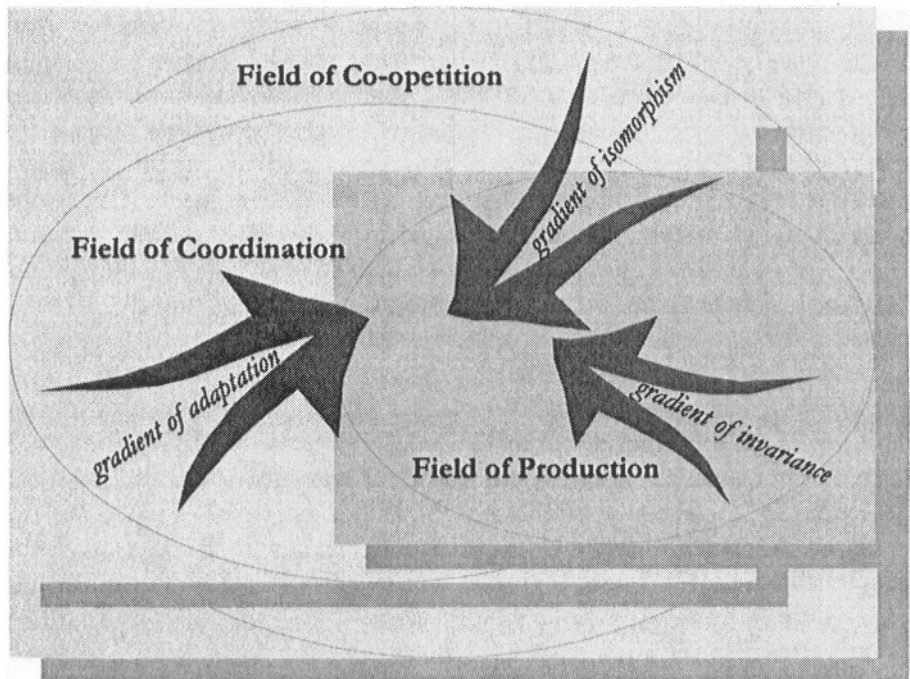 Field of Co-opetition
gradient of isomorphism
Field of Coordination
gradient of adaptation
gradient of invariance
Field of Production